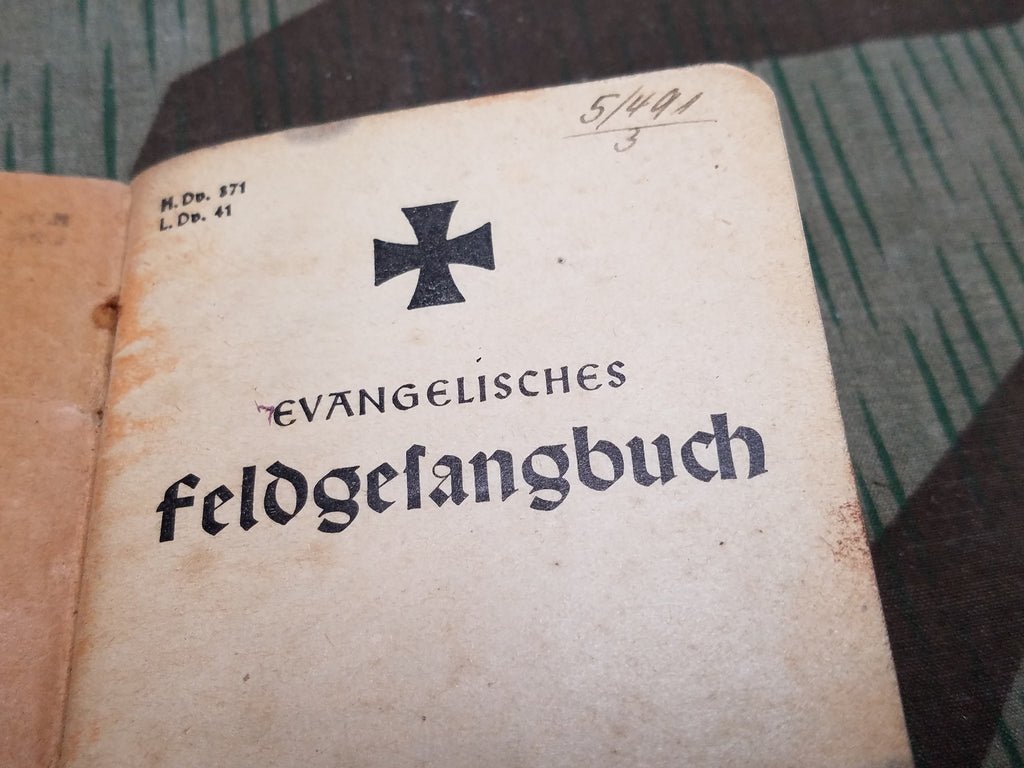 5/491
3
H. Dv. 371
L. Dv. 41
EVANGELISCHES
Feldgeſangbuch